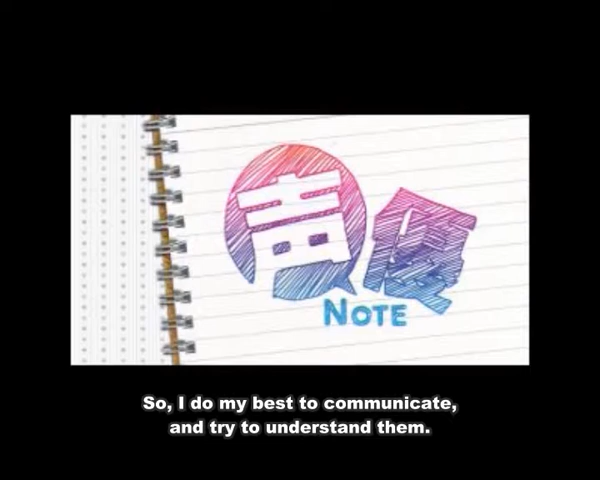 声優
NOTE
So, I do my best to communicate,
and try to understand them.